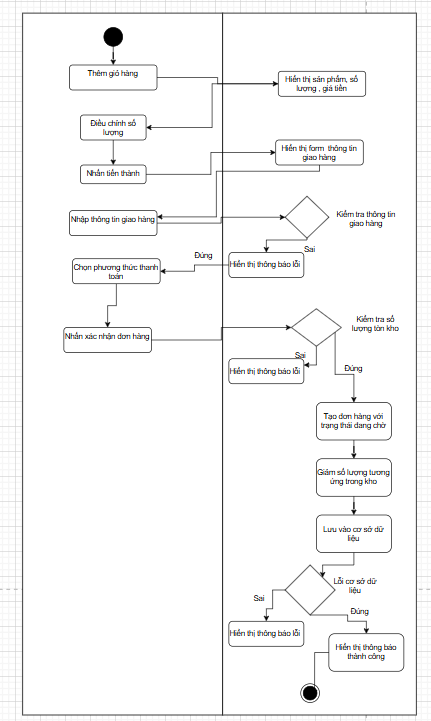 Thêm giỏ hàng
Hiển thị sản phẩm, số
lượng , giá tiền
Điều chỉnh số
lượng
Hiển thị form thông tin
giao hàng
Nhấn tiến thành
Nhập thông tin giao hàng
Kiểm tra thông tin
giao hàng
Sai
Đúng
Hiển thị thông báo lỗi
Chọn phương thức thanh
toán
Kiểm tra số
lượng tồn kho
Nhấn xác nhận đơn hàng
Sai
Hiển thị thông báo lỗi
Đúng
Tạo đơn hàng với
trạng thái đang chờ
Giảm số lượng tương
ứng trong kho
Lưu vào cơ sở dữ
liệu
Lỗi cơ sở dữ
liệu
Sai
Đúng
Hiển thị thông báo lỗi
Hiển thị thông báo
thành công